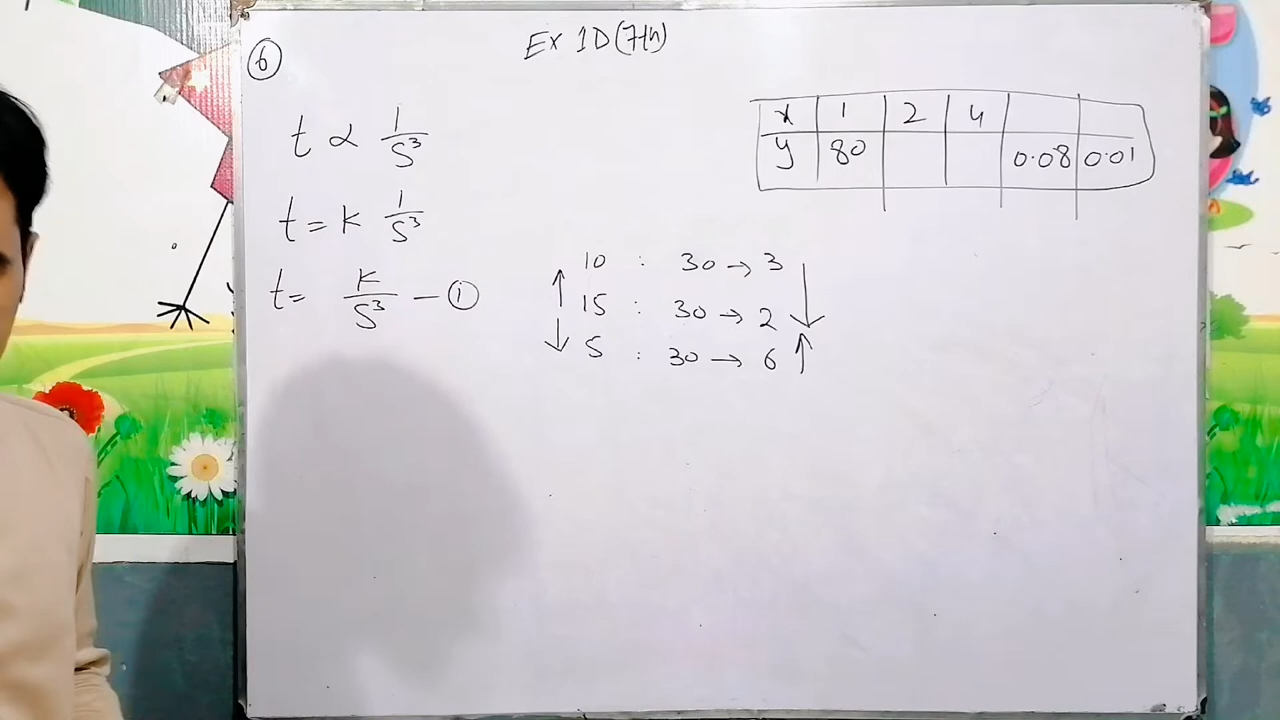 Ex 1D (7th)
⑥
t ∝ 1/S³
t = K 1/S³
t = K/S³ — ①
x 1 2 4
y 80 0.08 0.01
10 : 30 → 3
↑ 15 : 30 → 2 ↓
↓ 5 : 30 → 6 ↑